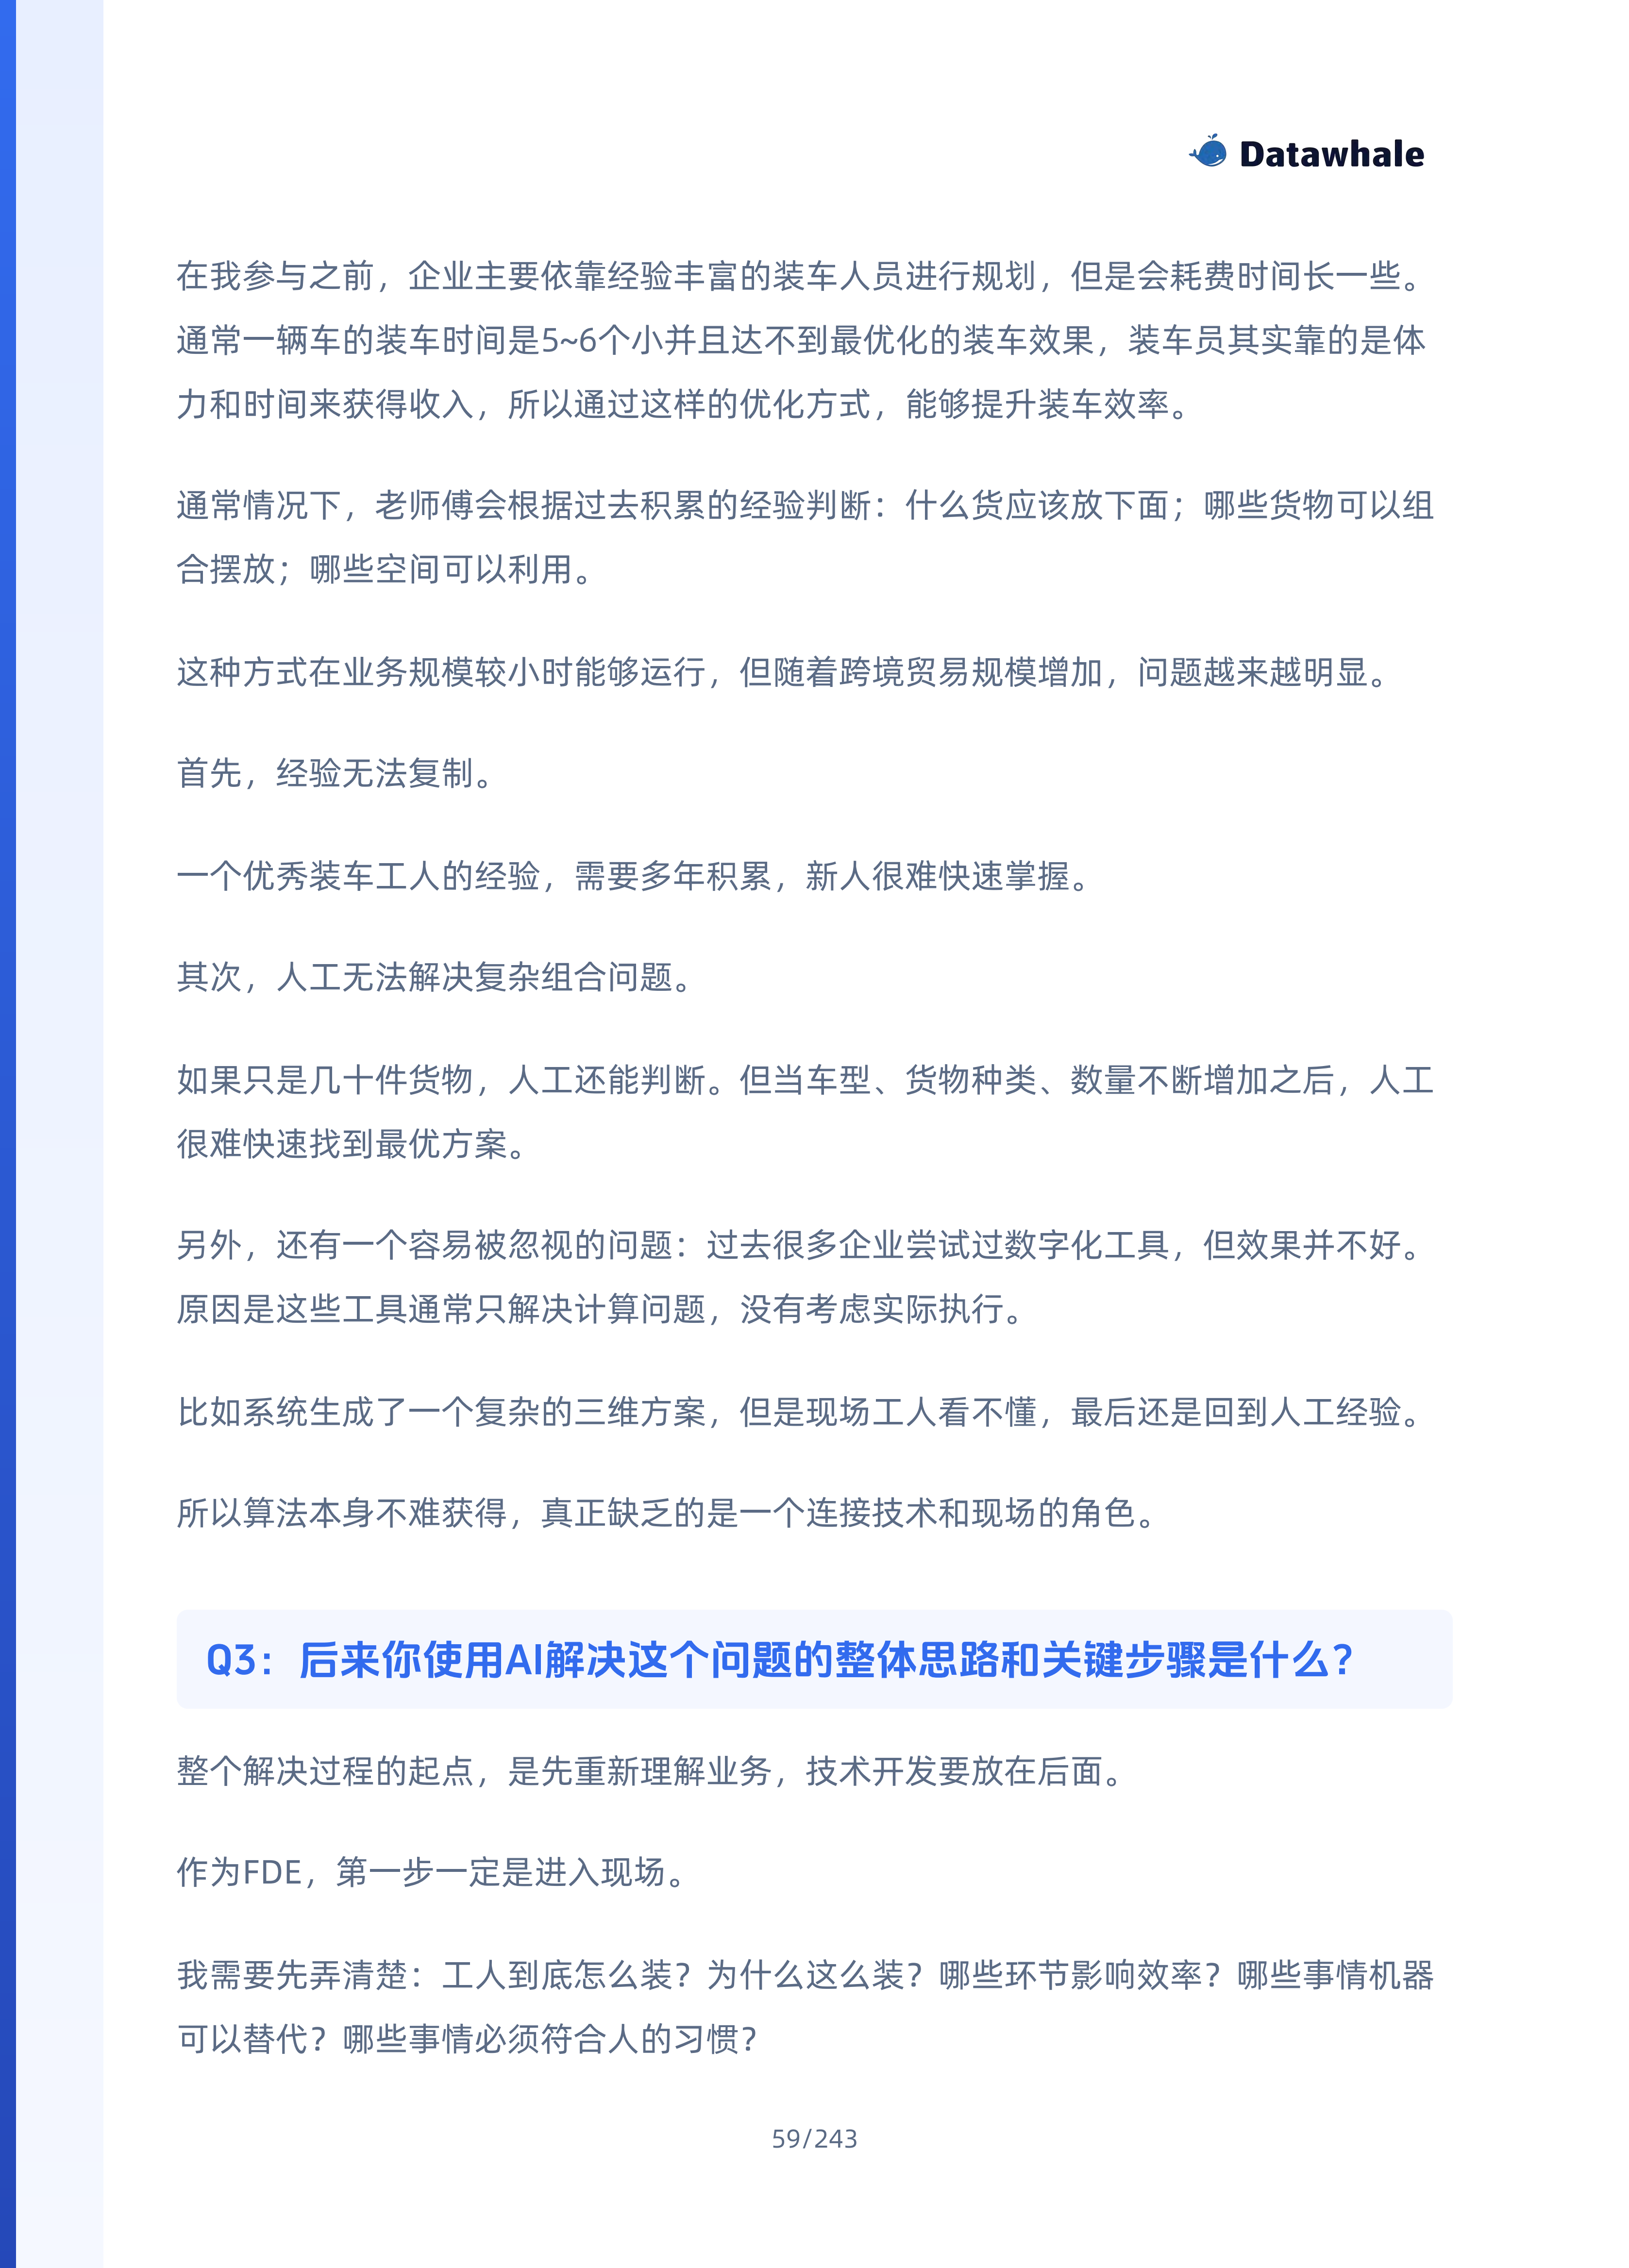 Datawhale
在我参与之前，企业主要依靠经验丰富的装车人员进行规划，但是会耗费时间长一些。
通常一辆车的装车时间是5~6个小并且达不到最优化的装车效果，装车员其实靠的是体
力和时间来获得收入，所以通过这样的优化方式，能够提升装车效率。
通常情况下，老师傅会根据过去积累的经验判断：什么货应该放下面；哪些货物可以组
合摆放；哪些空间可以利用。
这种方式在业务规模较小时能够运行，但随着跨境贸易规模增加，问题越来越明显。
首先，经验无法复制。
一个优秀装车工人的经验，需要多年积累，新人很难快速掌握。
其次，人工无法解决复杂组合问题。
如果只是几十件货物，人工还能判断。但当车型、货物种类、数量不断增加之后，人工
很难快速找到最优方案。
另外，还有一个容易被忽视的问题：过去很多企业尝试过数字化工具，但效果并不好。
原因是这些工具通常只解决计算问题，没有考虑实际执行。
比如系统生成了一个复杂的三维方案，但是现场工人看不懂，最后还是回到人工经验。
所以算法本身不难获得，真正缺乏的是一个连接技术和现场的角色。
Q3：后来你使用AI解决这个问题的整体思路和关键步骤是什么？
整个解决过程的起点，是先重新理解业务，技术开发要放在后面。
作为FDE，第一步一定是进入现场。
我需要先弄清楚：工人到底怎么装？为什么这么装？哪些环节影响效率？哪些事情机器
可以替代？哪些事情必须符合人的习惯？
59/243